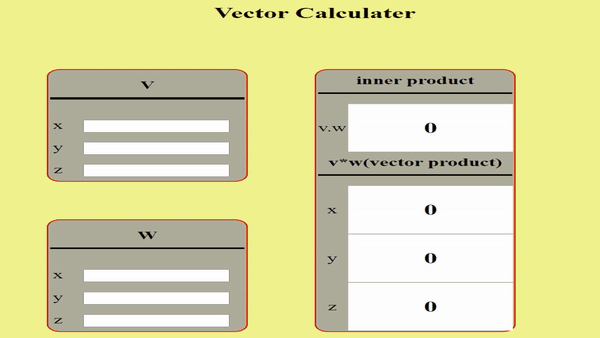 Vector Calculater
V
x
y
z
W
x
y
z
inner product
v.w 0
v*w(vector product)
x 0
y 0
z 0